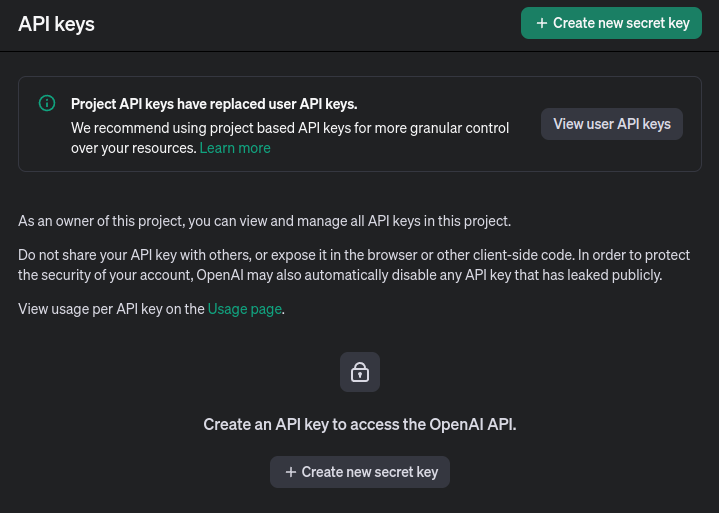 API keys
+ Create new secret key
Project API keys have replaced user API keys.
We recommend using project based API keys for more granular control
over your resources. Learn more
View user API keys
As an owner of this project, you can view and manage all API keys in this project.
Do not share your API key with others, or expose it in the browser or other client-side code. In order to protect
the security of your account, OpenAI may also automatically disable any API key that has leaked publicly.
View usage per API key on the Usage page.
Create an API key to access the OpenAI API.
+ Create new secret key